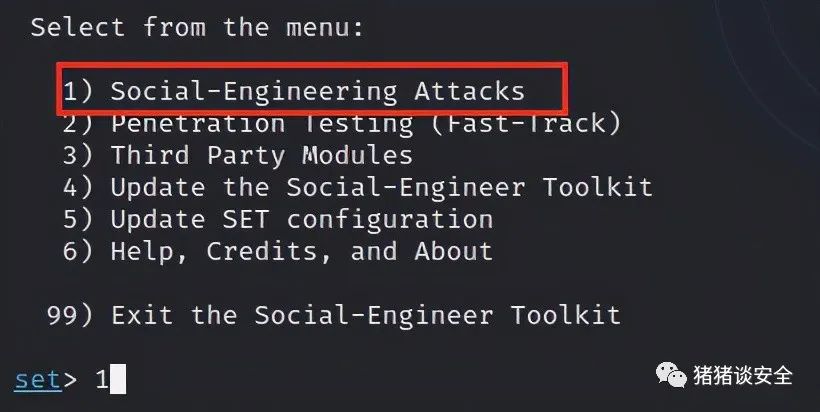 Select from the menu:
1) Social-Engineering Attacks
2) Penetration Testing (Fast-Track)
3) Third Party Modules
4) Update the Social-Engineer Toolkit
5) Update SET configuration
6) Help, Credits, and About
99) Exit the Social-Engineer Toolkit
set> 1
猪猪谈安全